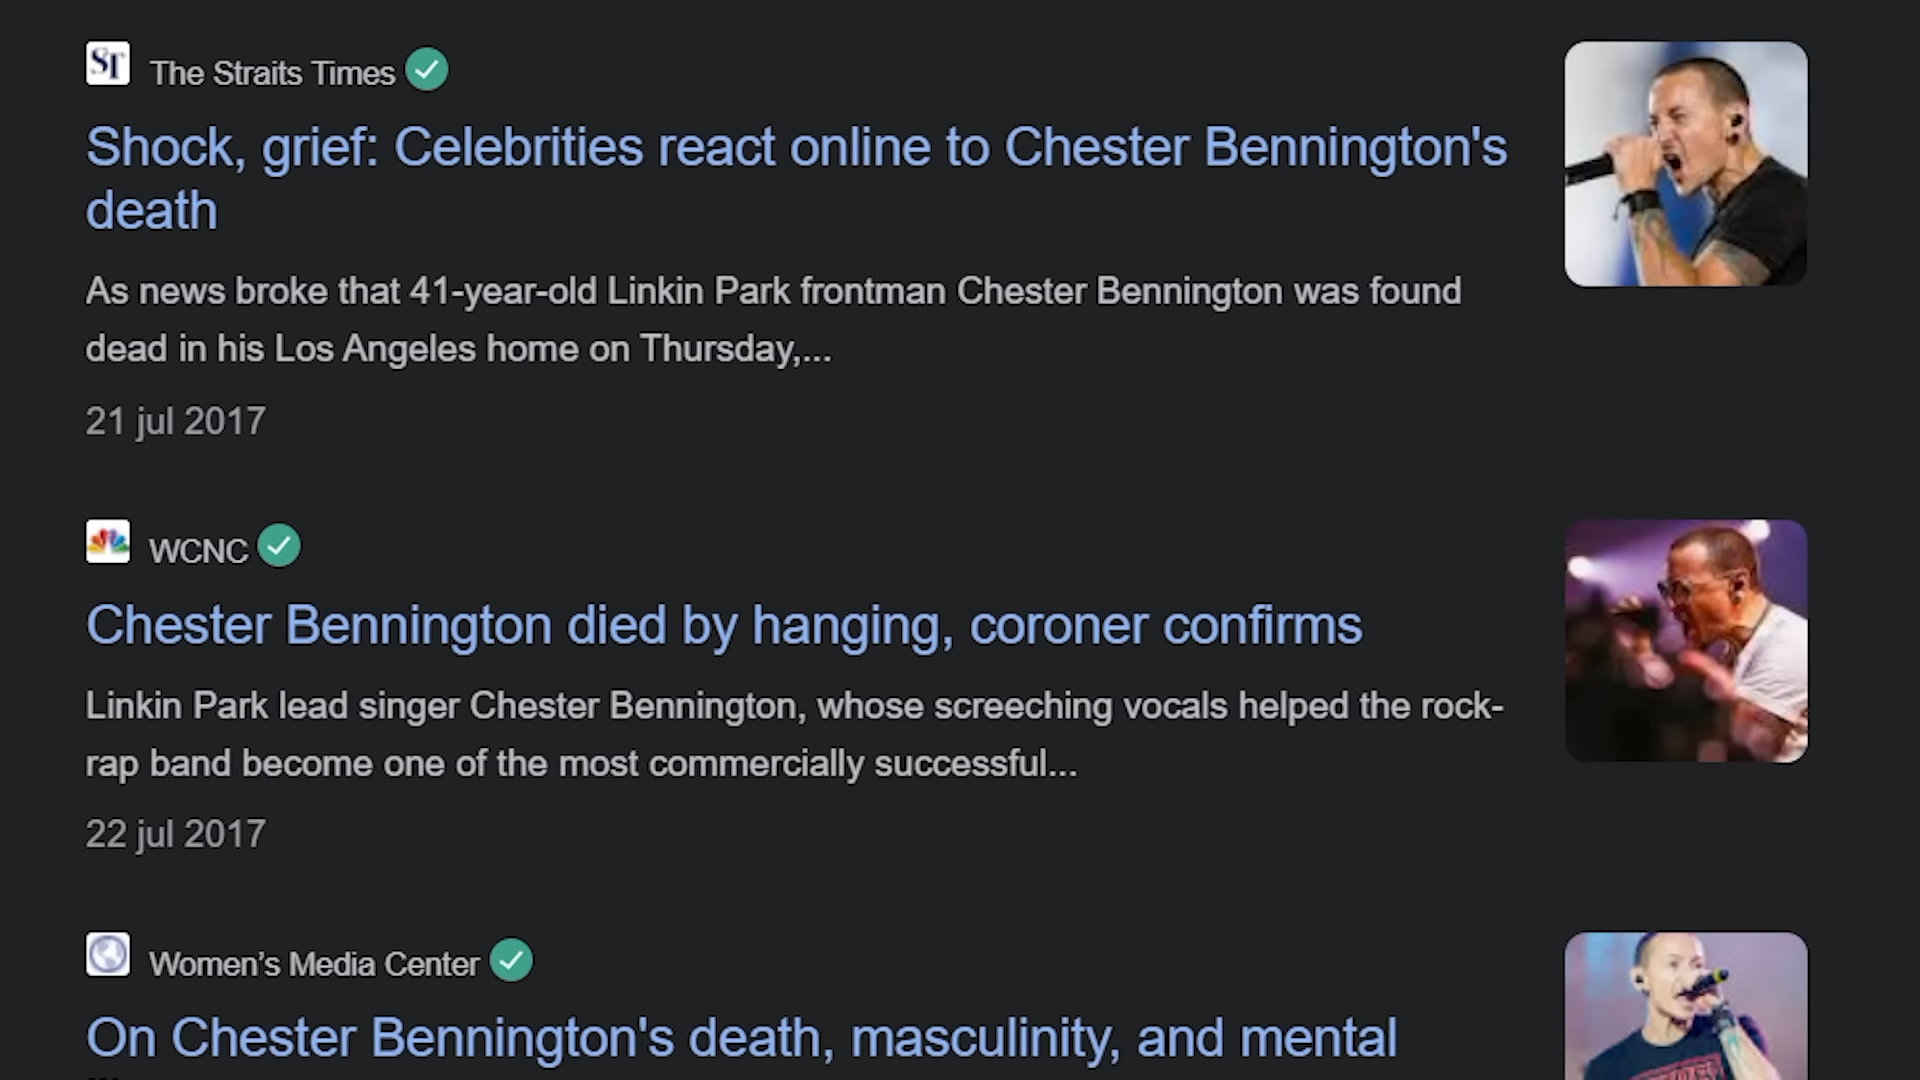 ST The Straits Times
Shock, grief: Celebrities react online to Chester Bennington's
death
As news broke that 41-year-old Linkin Park frontman Chester Bennington was found
dead in his Los Angeles home on Thursday,...
21 jul 2017
WCNC
Chester Bennington died by hanging, coroner confirms
Linkin Park lead singer Chester Bennington, whose screeching vocals helped the rock-
rap band become one of the most commercially successful...
22 jul 2017
Women's Media Center
On Chester Bennington's death, masculinity, and mental